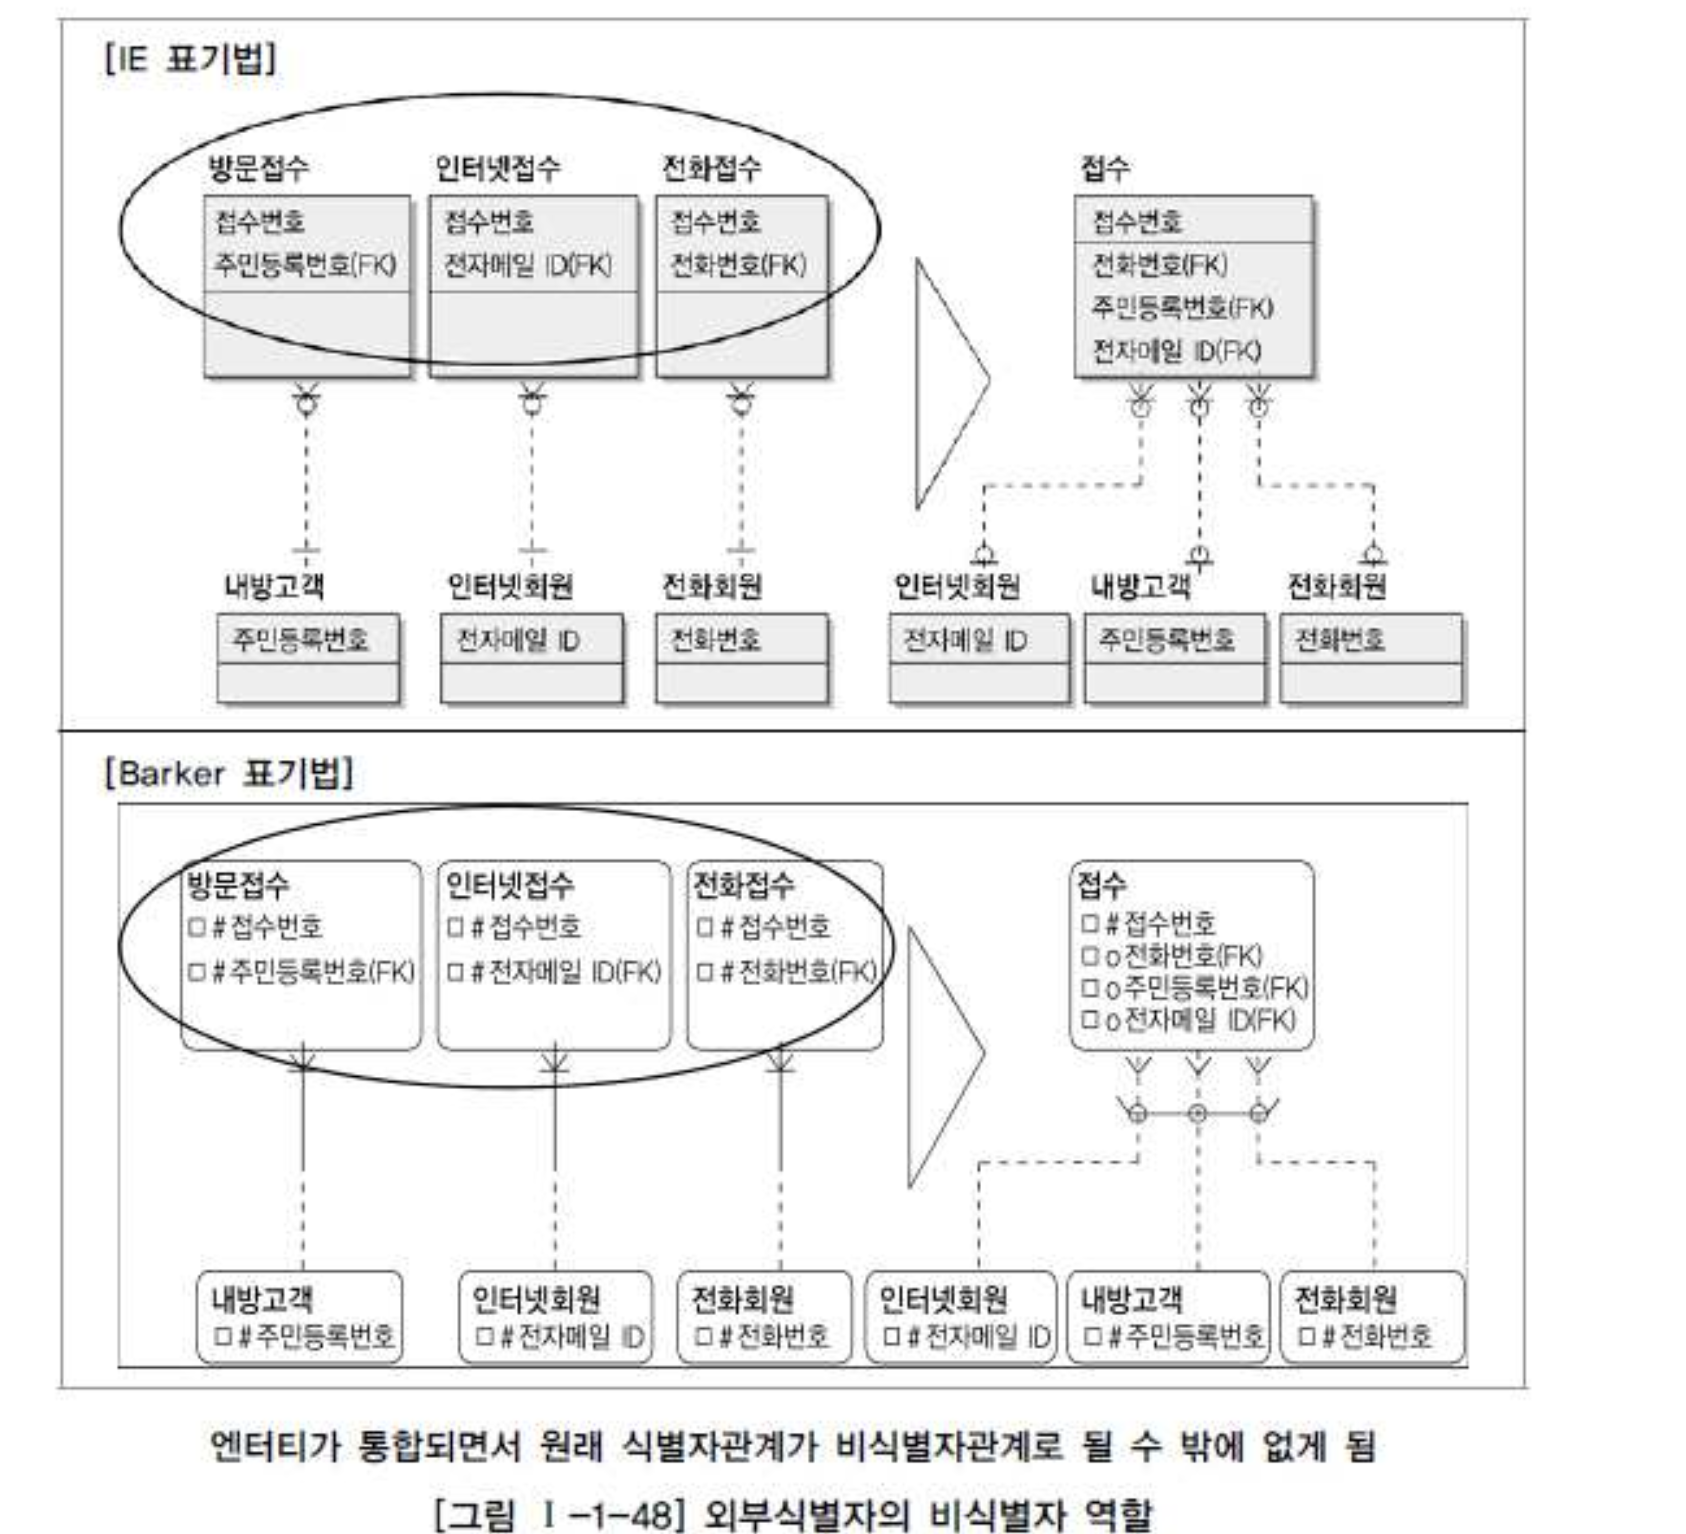 [IE 표기법]
방문접수 인터넷접수 전화접수 접수
접수번호 접수번호 접수번호 접수번호
주민등록번호(FK) 전자메일 ID(FK) 전화번호(FK) 전화번호(FK)
주민등록번호(FK)
전자메일 ID(FK)
내방고객 인터넷회원 전화회원 인터넷회원 내방고객 전화회원
주민등록번호 전자메일 ID 전화번호 전자메일 ID 주민등록번호 전화번호
[Barker 표기법]
방문접수 인터넷접수 전화접수 접수
□ #접수번호 □ #접수번호 □ #접수번호 □ #접수번호
□ #주민등록번호(FK) □ #전자메일 ID(FK) □ #전화번호(FK) □ o전화번호(FK)
□ o주민등록번호(FK)
□ o전자메일 ID(FK)
내방고객 인터넷회원 전화회원 인터넷회원 내방고객 전화회원
□ #주민등록번호 □ #전자메일 ID □ #전화번호 □ #전자메일 ID □ #주민등록번호 □ #전화번호
엔터티가 통합되면서 원래 식별자관계가 비식별자관계로 될 수 밖에 없게 됨
[그림 Ⅰ-1-48] 외부식별자의 비식별자 역할